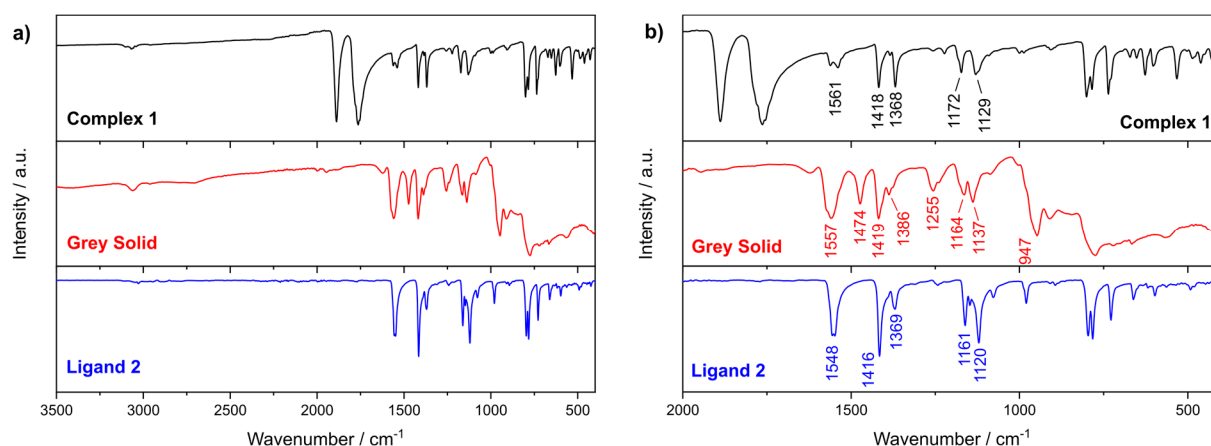 a)
Complex 1
Grey Solid
Ligand 2
Intensity / a.u.
3500 3000 2500 2000 1500 1000 500
Wavenumber / cm⁻¹
b)
1561 1418 1368 1172 1129
Complex 1
1557 1474 1419 1386 1255 1164 1137 947
Grey Solid
1548 1416 1369 1161 1120
Ligand 2
Intensity / a.u.
2000 1500 1000 500
Wavenumber / cm⁻¹